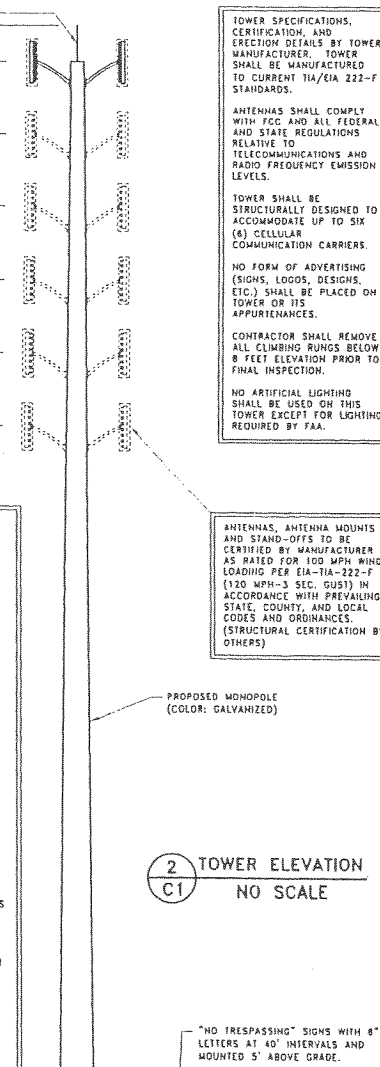 TOWER SPECIFICATIONS,
CERTIFICATION, AND
ERECTION DETAILS BY TOWER
MANUFACTURER. TOWER
SHALL BE MANUFACTURED
TO CURRENT TIA/EIA 222-F
STANDARDS.
ANTENNAS SHALL COMPLY
WITH FCC AND ALL FEDERAL
AND STATE REGULATIONS
RELATIVE TO
TELECOMMUNICATIONS AND
RADIO FREQUENCY EMISSION
LEVELS.
TOWER SHALL BE
STRUCTURALLY DESIGNED TO
ACCOMMODATE UP TO SIX
(6) CELLULAR
COMMUNICATION CARRIERS.
NO FORM OF ADVERTISING
(SIGNS, LOGOS, DESIGNS,
ETC.) SHALL BE PLACED ON
TOWER OR ITS
APPURTENANCES.
CONTRACTOR SHALL REMOVE
ALL CLIMBING RUNGS BELOW
8 FEET ELEVATION PRIOR TO
FINAL INSPECTION.
NO ARTIFICIAL LIGHTING
SHALL BE USED ON THIS
TOWER EXCEPT FOR LIGHTING
REQUIRED BY FAA.
ANTENNAS, ANTENNA MOUNTS
AND STAND-OFFS TO BE
CERTIFIED BY MANUFACTURER
AS RATED FOR 100 MPH WIND
LOADING PER EIA-TIA-222-F
(120 MPH-3 SEC. GUST) IN
ACCORDANCE WITH PREVAILING
STATE, COUNTY, AND LOCAL
CODES AND ORDINANCES.
(STRUCTURAL CERTIFICATION BY
OTHERS)
PROPOSED MONOPOLE
(COLOR: GALVANIZED)
2 TOWER ELEVATION
C1 NO SCALE
S
"NO TRESPASSING" SIGNS WITH 6"
LETTERS AT 40' INTERVALS AND
MOUNTED 5' ABOVE GRADE.